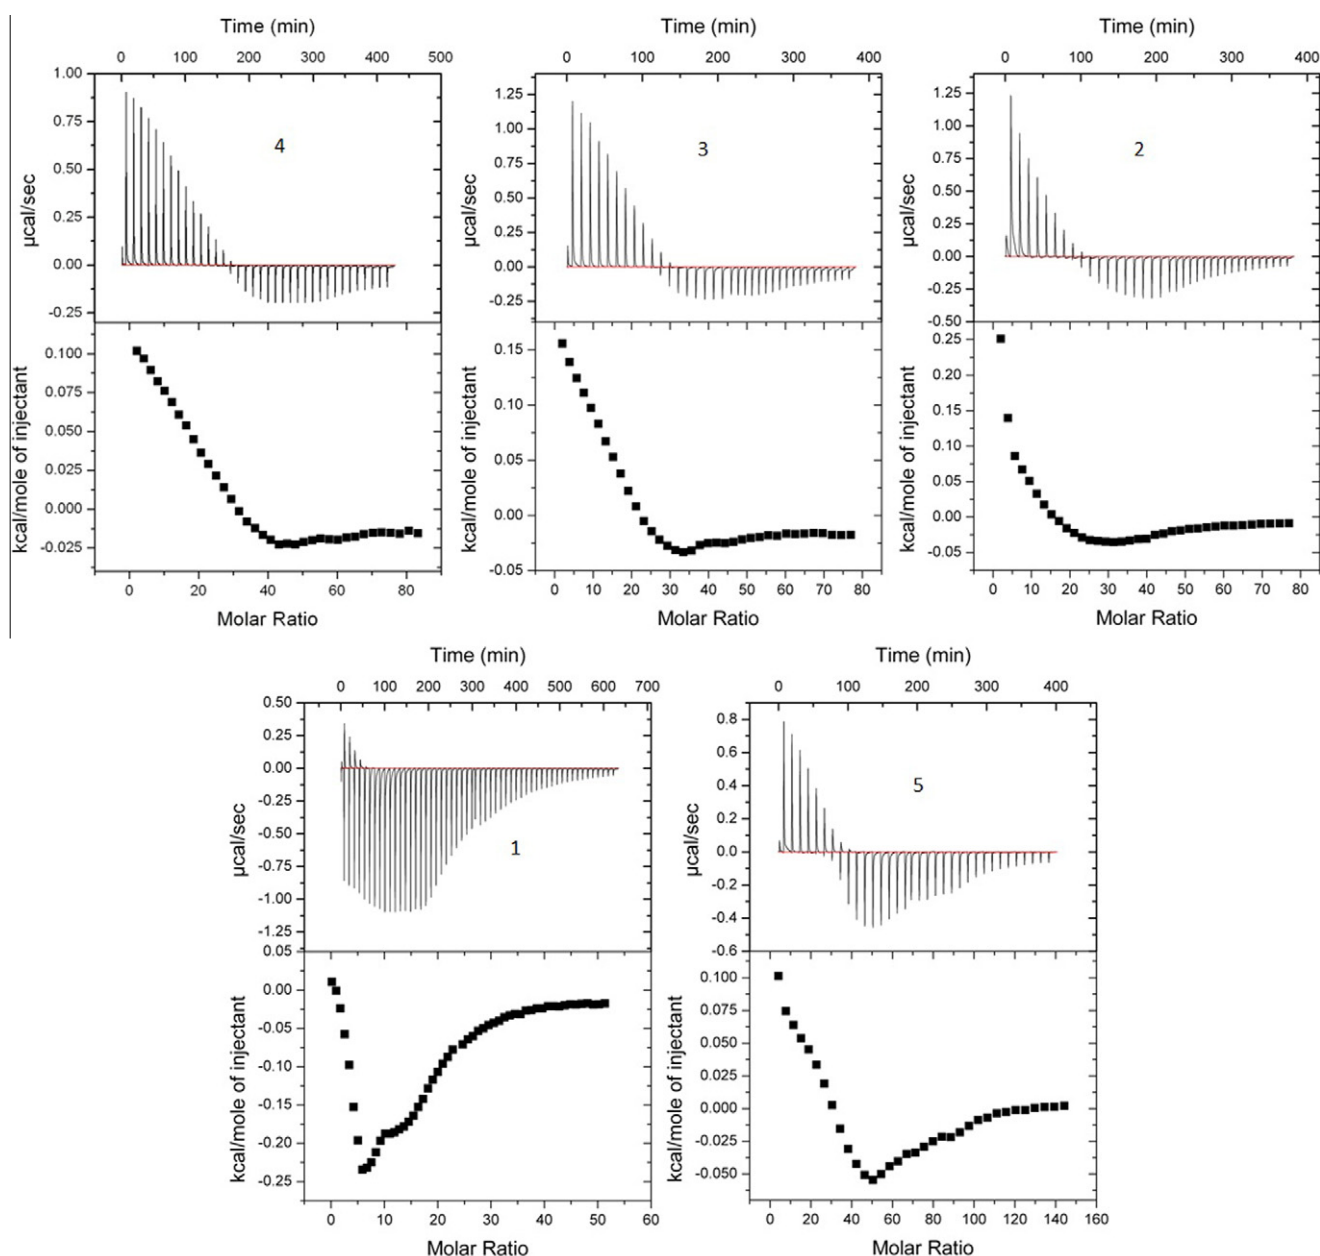 Time (min)
0 100 200 300 400 500
1.00
0.75
0.50
0.25
0.00
-0.25
µcal/sec
4
0.100
0.075
0.050
0.025
0.000
-0.025
kcal/mole of injectant
0 20 40 60 80
Molar Ratio
Time (min)
0 100 200 300 400
1.25
1.00
0.75
0.50
0.25
0.00
-0.25
µcal/sec
3
0.15
0.10
0.05
0.00
-0.05
kcal/mole of injectant
0 10 20 30 40 50 60 70 80
Molar Ratio
Time (min)
0 100 200 300 400
1.25
1.00
0.75
0.50
0.25
0.00
-0.25
-0.50
µcal/sec
2
0.25
0.20
0.15
0.10
0.05
0.00
-0.05
kcal/mole of injectant
0 10 20 30 40 50 60 70 80
Molar Ratio
Time (min)
0 100 200 300 400 500 600 700
0.50
0.25
0.00
-0.25
-0.50
-0.75
-1.00
-1.25
µcal/sec
1
0.05
0.00
-0.05
-0.10
-0.15
-0.20
-0.25
kcal/mole of injectant
0 10 20 30 40 50 60
Molar Ratio
Time (min)
0 100 200 300 400
0.8
0.6
0.4
0.2
0.0
-0.2
-0.4
-0.6
µcal/sec
5
0.100
0.075
0.050
0.025
0.000
-0.025
-0.050
kcal/mole of injectant
0 20 40 60 80 100 120 140 160
Molar Ratio